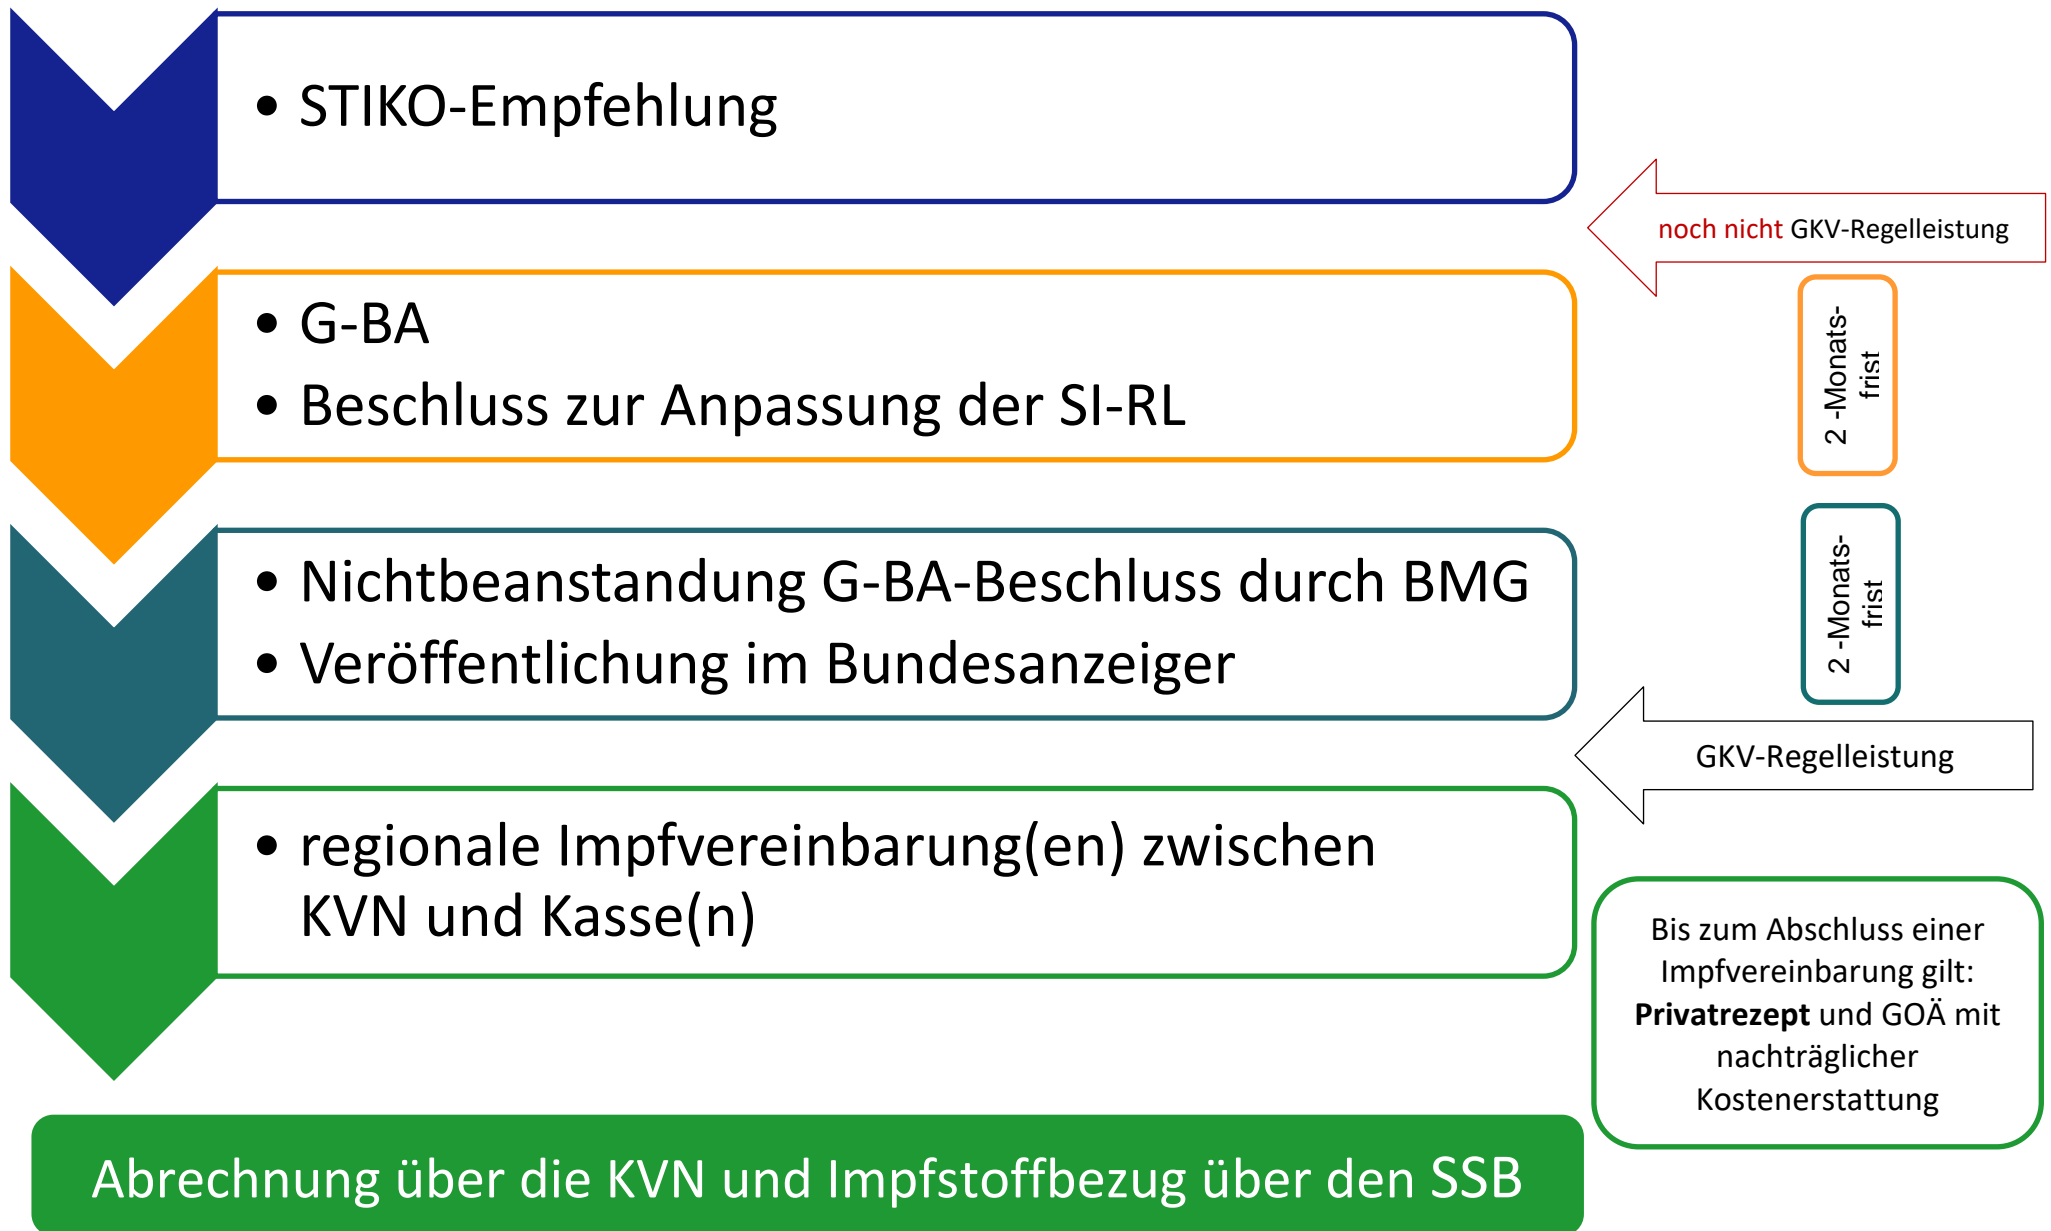 • STIKO-Empfehlung
noch nicht GKV-Regelleistung
• G-BA
• Beschluss zur Anpassung der SI-RL
2 -Monats-
frist
• Nichtbeanstandung G-BA-Beschluss durch BMG
• Veröffentlichung im Bundesanzeiger
2 -Monats-
frist
GKV-Regelleistung
• regionale Impfvereinbarung(en) zwischen
KVN und Kasse(n)
Bis zum Abschluss einer
Impfvereinbarung gilt:
Privatrezept und GOÄ mit
nachträglicher
Kostenerstattung
Abrechnung über die KVN und Impfstoffbezug über den SSB